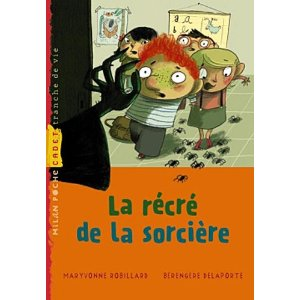 MILAN POCHE CADET tranche de vie
La récré
de la sorcière
MARYVONNE ROBILLARD BÉRENGÈRE DELAPORTE